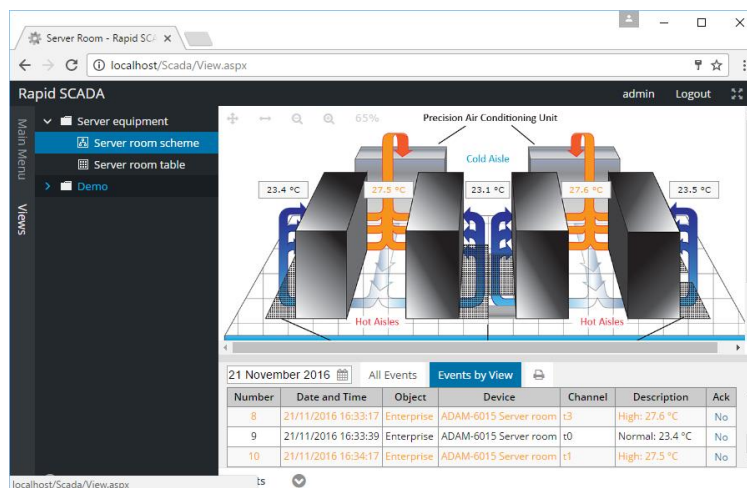 Server Room - Rapid SCA
localhost/Scada/View.aspx
Rapid SCADA
admin Logout
Main Menu
Views
Server equipment
Server room scheme
Server room table
Demo
65%
Precision Air Conditioning Unit
Cold Aisle
23.4 °C 27.5 °C 23.1 °C 27.6 °C 23.5 °C
Hot Aisles Hot Aisles
21 November 2016 All Events Events by View
Number Date and Time Object Device Channel Description Ack
8 21/11/2016 16:33:17 Enterprise ADAM-6015 Server room t3 High: 27.6 °C No
9 21/11/2016 16:33:39 Enterprise ADAM-6015 Server room t0 Normal: 23.4 °C No
10 21/11/2016 16:34:17 Enterprise ADAM-6015 Server room t1 High: 27.5 °C No
localhost/Scada/View.aspx
ts